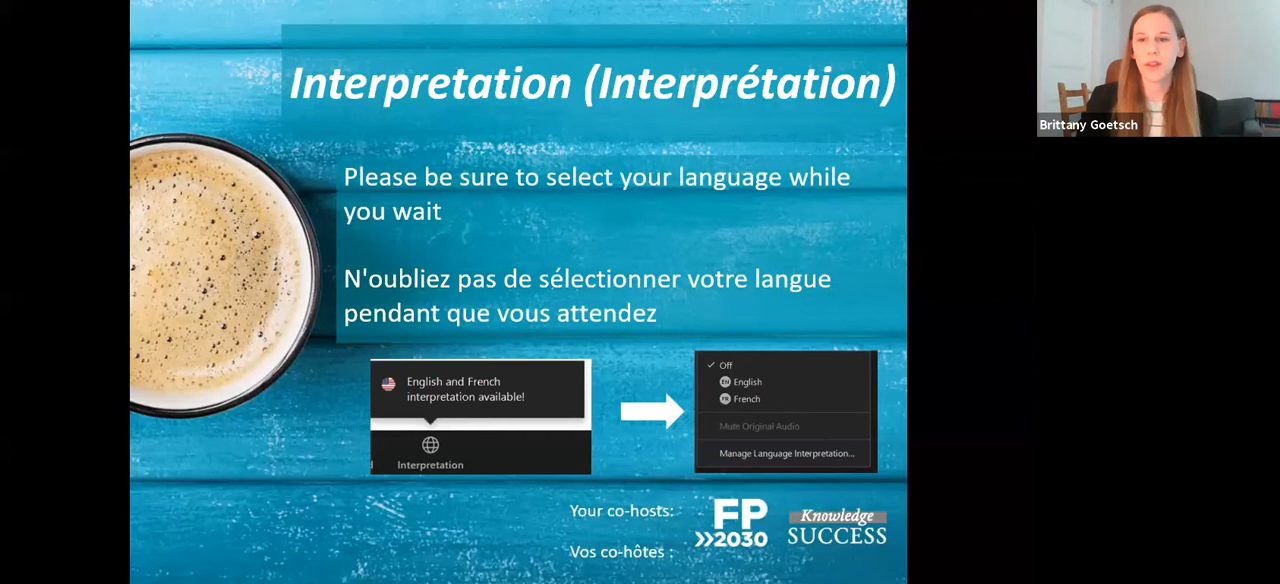 Interpretation (Interprétation)
Please be sure to select your language while
you wait
N'oubliez pas de sélectionner votre langue
pendant que vous attendez
English and French
interpretation available!
Interpretation
Off
EN English
FR French
Mute Original Audio
Manage Language Interpretation...
Your co-hosts:
Vos co-hôtes :
FP
2030
Knowledge
SUCCESS
Brittany Goetsch